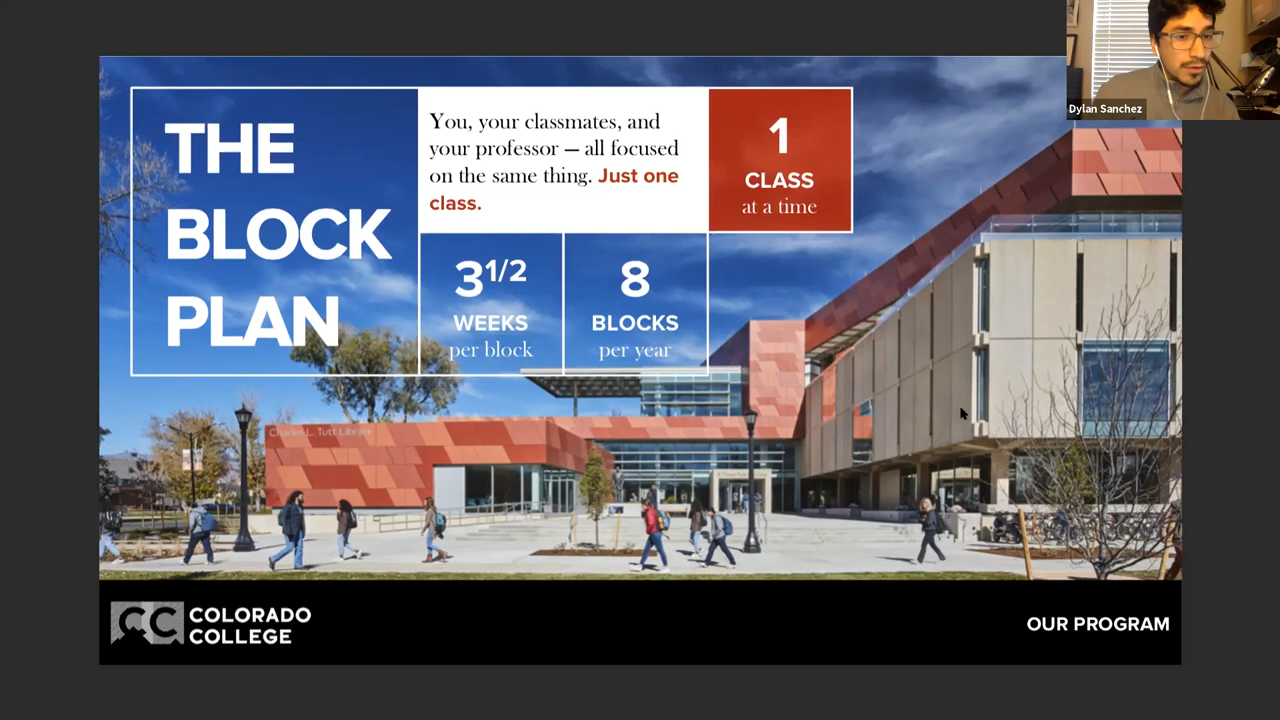 THE
BLOCK
PLAN
You, your classmates, and
your professor — all focused
on the same thing. Just one
class.
1
CLASS
at a time
3 1/2
WEEKS
per block
8
BLOCKS
per year
Dylan Sanchez
Charles L. Tutt Library
CC COLORADO
COLLEGE
OUR PROGRAM